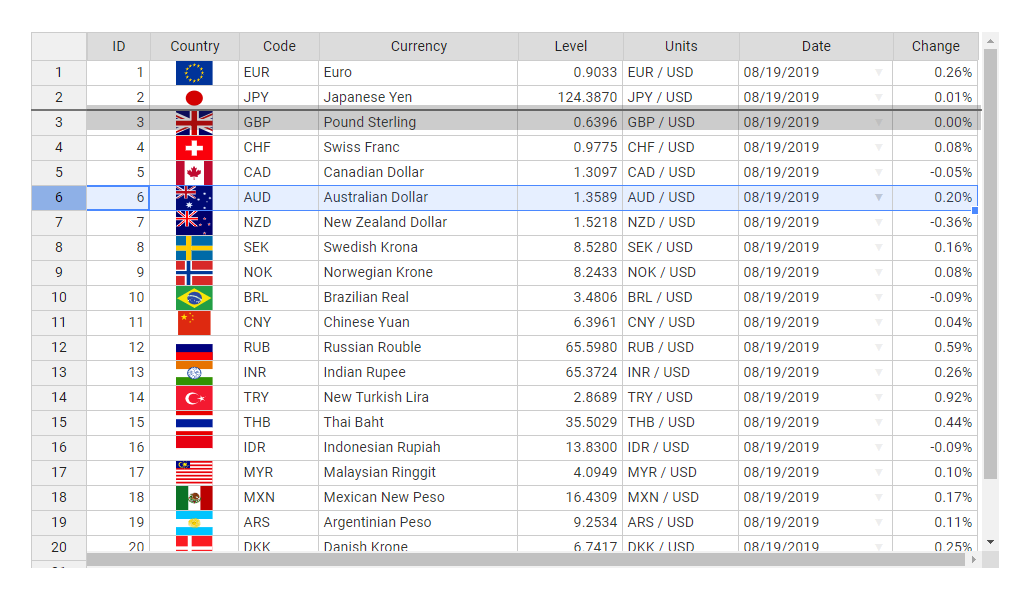 ID Country Code Currency Level Units Date Change
1 1 EUR Euro 0.9033 EUR / USD 08/19/2019 0.26%
2 2 JPY Japanese Yen 124.3870 JPY / USD 08/19/2019 0.01%
3 3 GBP Pound Sterling 0.6396 GBP / USD 08/19/2019 0.00%
4 4 CHF Swiss Franc 0.9775 CHF / USD 08/19/2019 0.08%
5 5 CAD Canadian Dollar 1.3097 CAD / USD 08/19/2019 -0.05%
6 6 AUD Australian Dollar 1.3589 AUD / USD 08/19/2019 0.20%
7 7 NZD New Zealand Dollar 1.5218 NZD / USD 08/19/2019 -0.36%
8 8 SEK Swedish Krona 8.5280 SEK / USD 08/19/2019 0.16%
9 9 NOK Norwegian Krone 8.2433 NOK / USD 08/19/2019 0.08%
10 10 BRL Brazilian Real 3.4806 BRL / USD 08/19/2019 -0.09%
11 11 CNY Chinese Yuan 6.3961 CNY / USD 08/19/2019 0.04%
12 12 RUB Russian Rouble 65.5980 RUB / USD 08/19/2019 0.59%
13 13 INR Indian Rupee 65.3724 INR / USD 08/19/2019 0.26%
14 14 TRY New Turkish Lira 2.8689 TRY / USD 08/19/2019 0.92%
15 15 THB Thai Baht 35.5029 THB / USD 08/19/2019 0.44%
16 16 IDR Indonesian Rupiah 13.8300 IDR / USD 08/19/2019 -0.09%
17 17 MYR Malaysian Ringgit 4.0949 MYR / USD 08/19/2019 0.10%
18 18 MXN Mexican New Peso 16.4309 MXN / USD 08/19/2019 0.17%
19 19 ARS Argentinian Peso 9.2534 ARS / USD 08/19/2019 0.11%
20 20 DKK Danish Krone 6.7417 DKK / USD 08/19/2019 0.25%